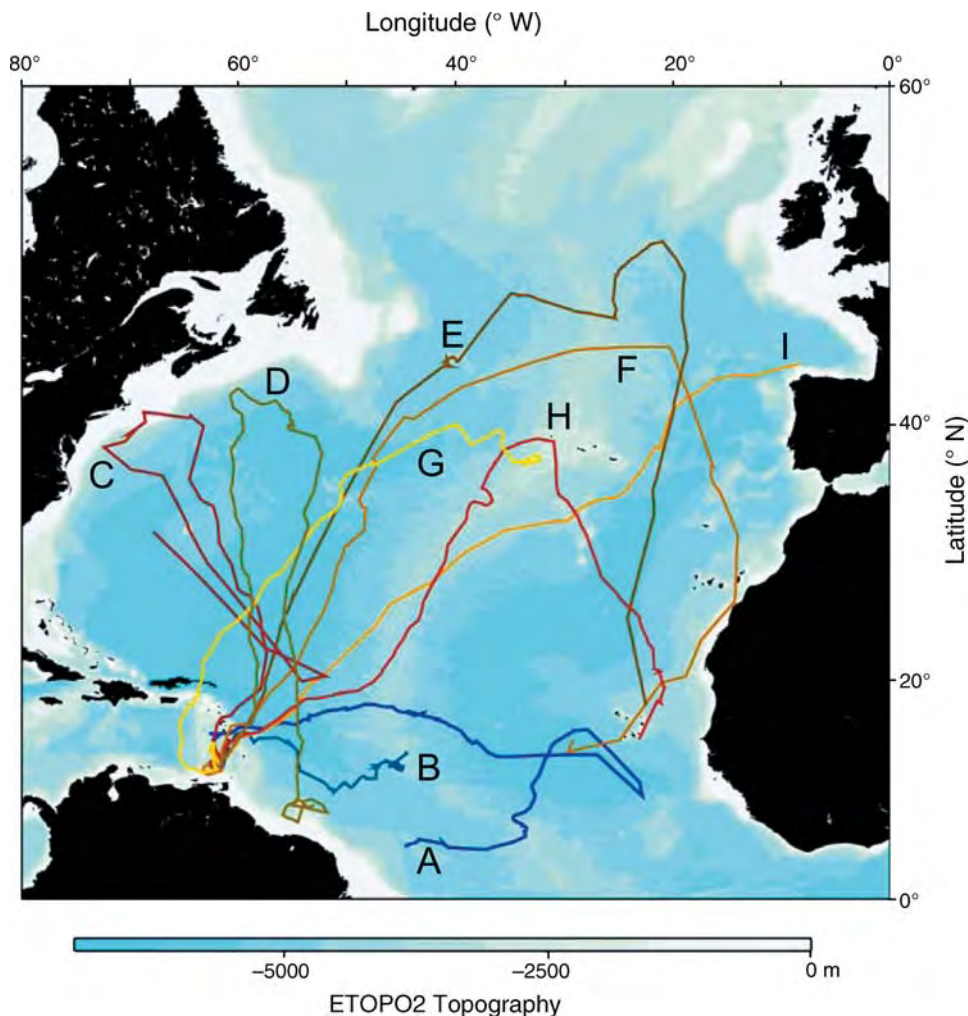 Longitude (° W)
80° 60° 40° 20° 0°
60°
I
E
F
D
H
40°
C
G
Latitude (° N)
20°
B
A
0°
–5000 –2500 0 m
ETOPO2 Topography